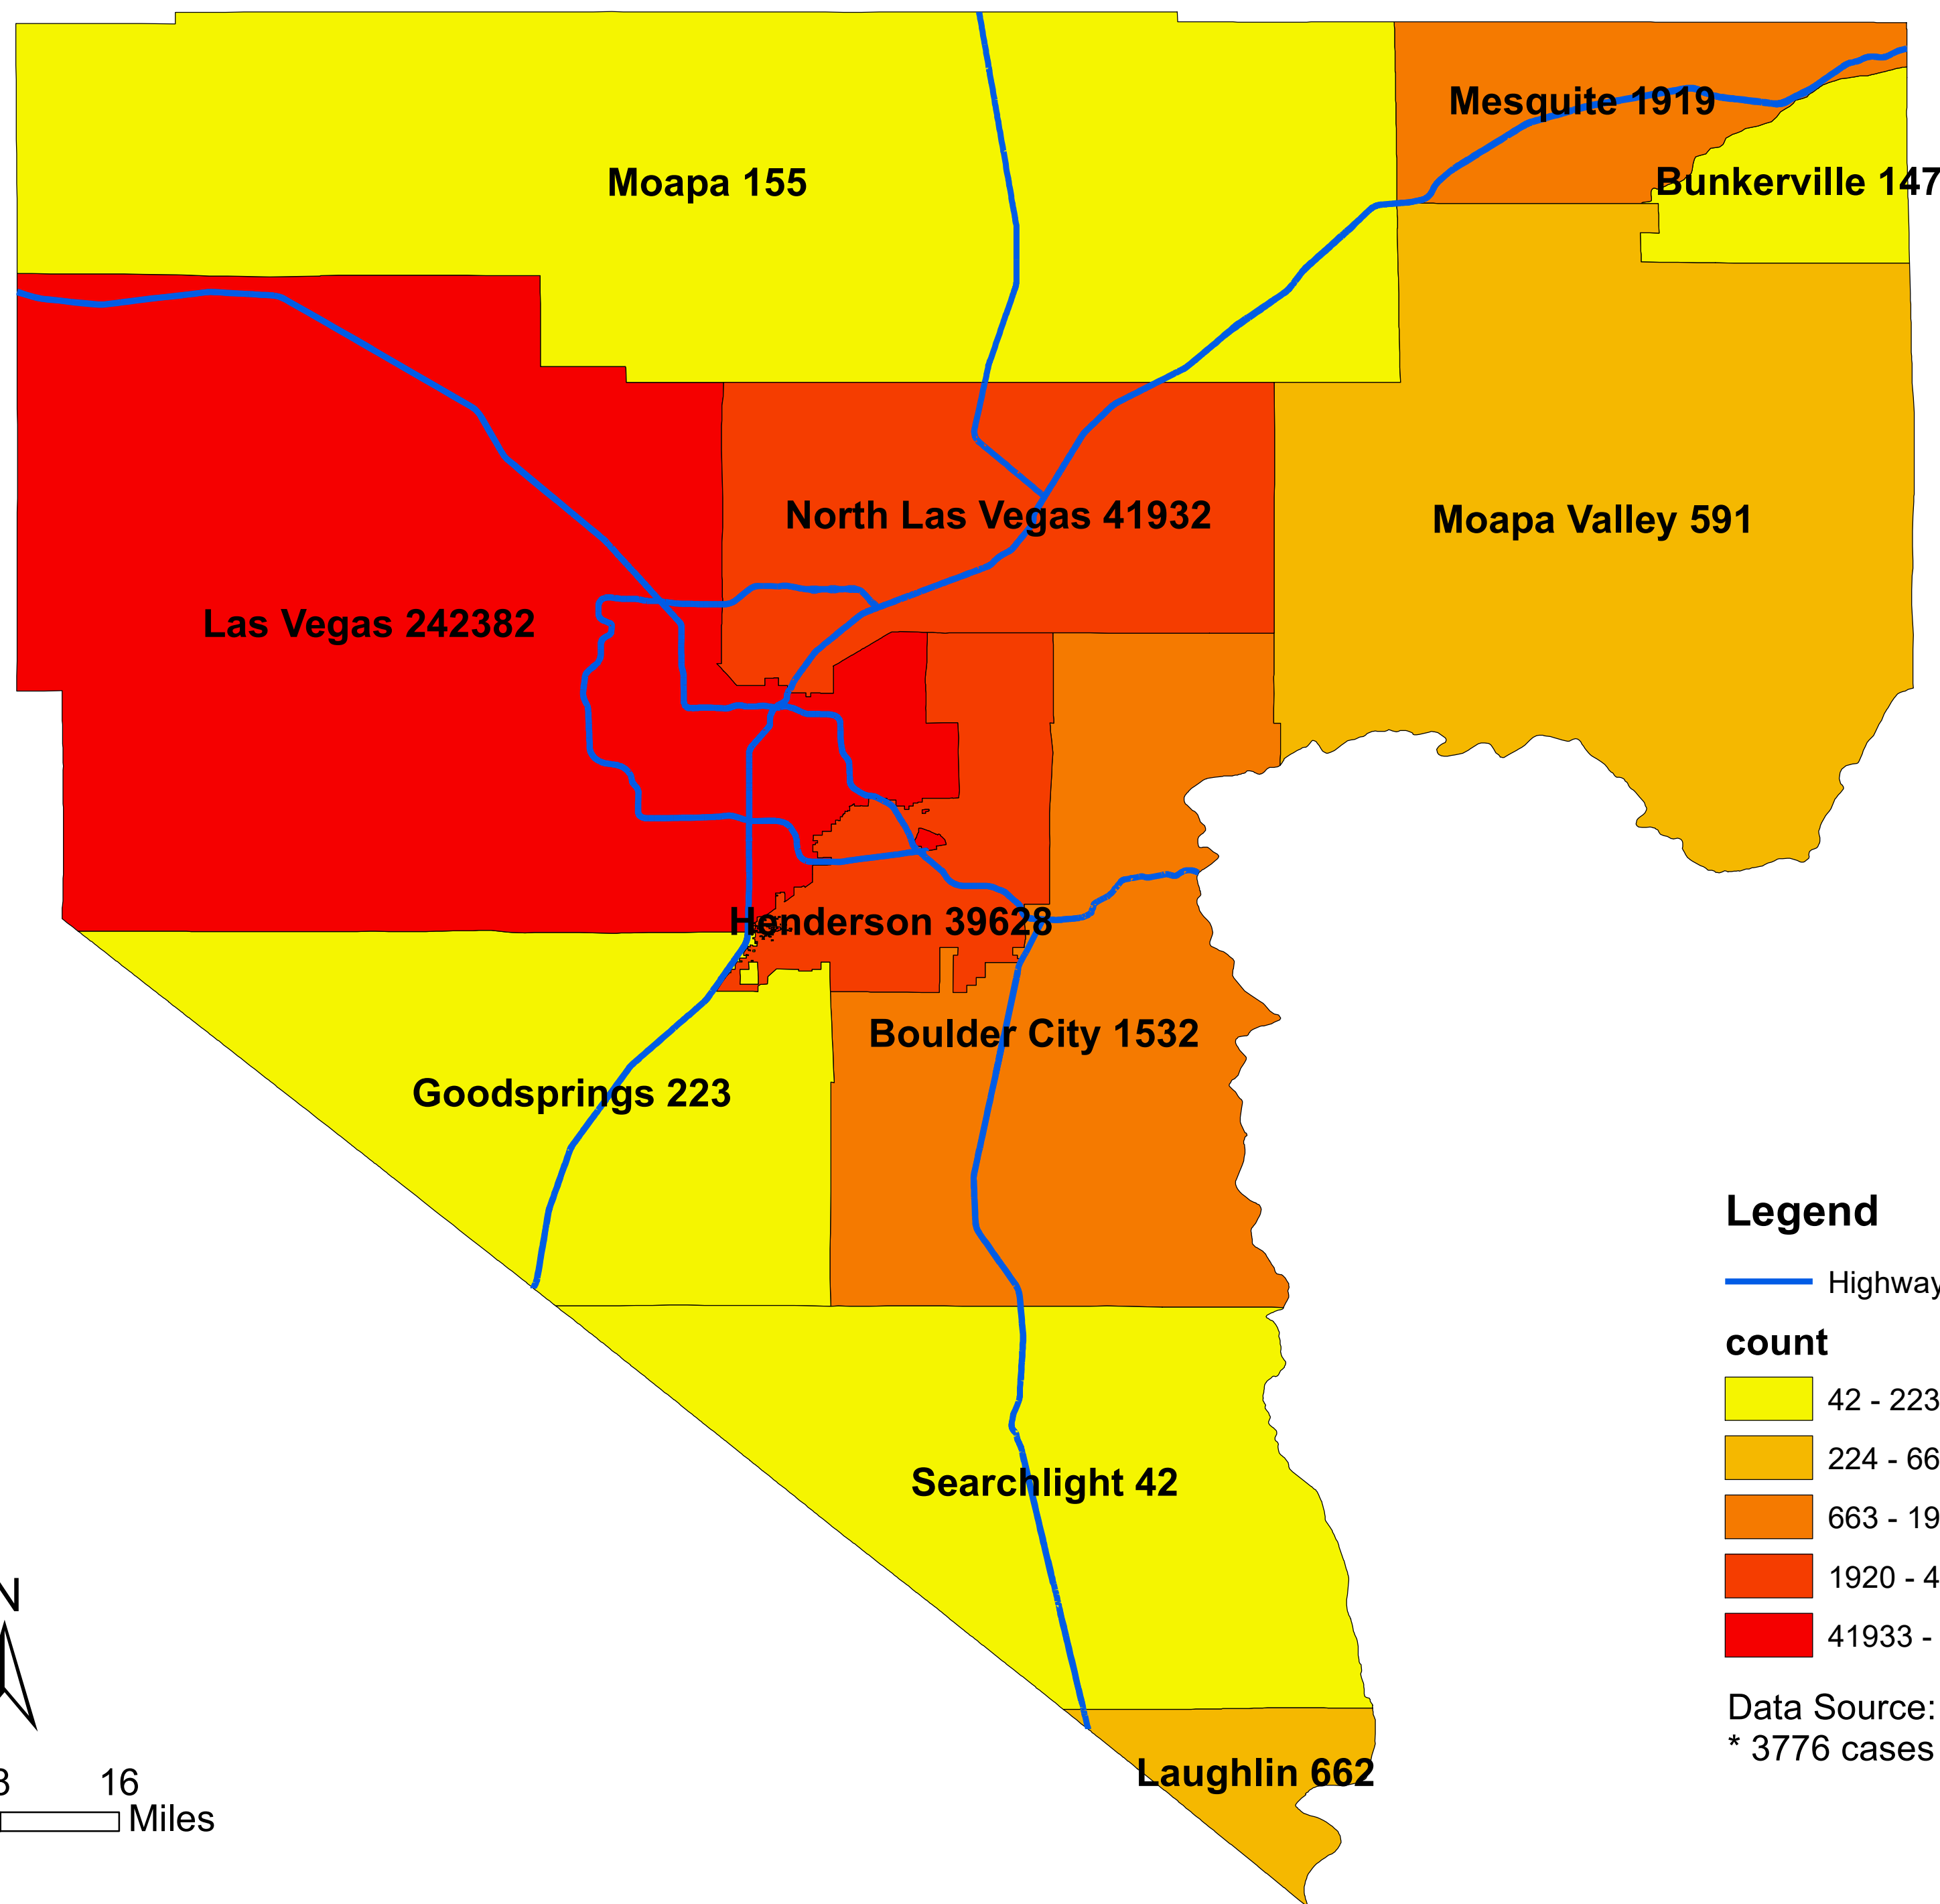 Mesquite 1919
Moapa 155
Bunkerville 147
North Las Vegas 41932
Moapa Valley 591
Las Vegas 242382
Henderson 39628
Boulder City 1532
Goodsprings 223
Legend
Highway
count
42 - 223
224 - 66
663 - 19
1920 - 4
41933 -
Searchlight 42
N
Data Source:
* 3776 cases
Laughlin 662
16
Miles